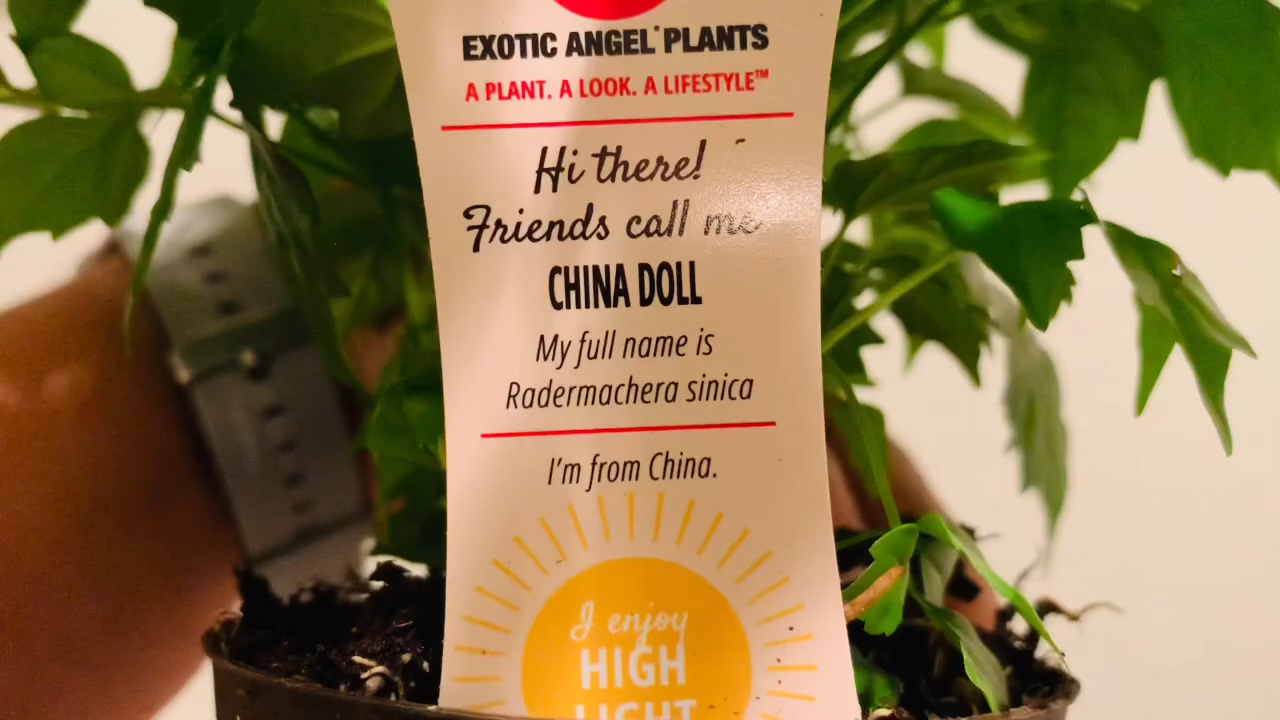 EXOTIC ANGEL® PLANTS
A PLANT. A LOOK. A LIFESTYLE™
Hi there!
Friends call me
CHINA DOLL
My full name is
Radermachera sinica
I'm from China.
I enjoy
HIGH
LIGHT